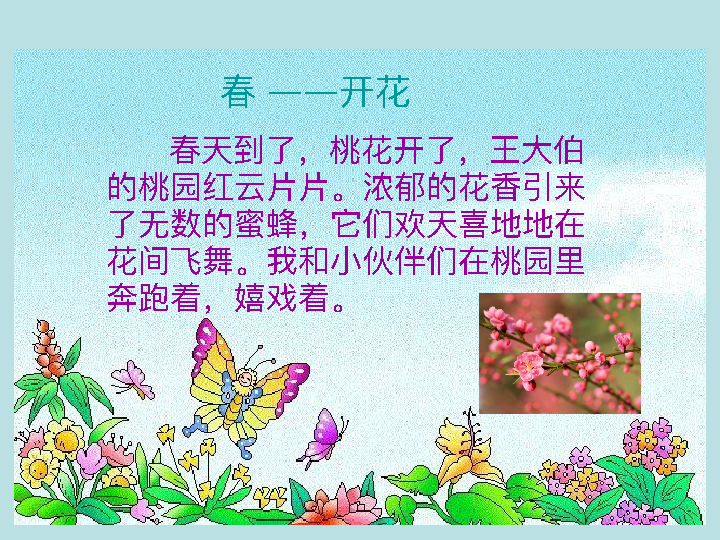 春 ——开花
春天到了，桃花开了，王大伯
的桃园红云片片。浓郁的花香引来
了无数的蜜蜂，它们欢天喜地地在
花间飞舞。我和小伙伴们在桃园里
奔跑着，嬉戏着。